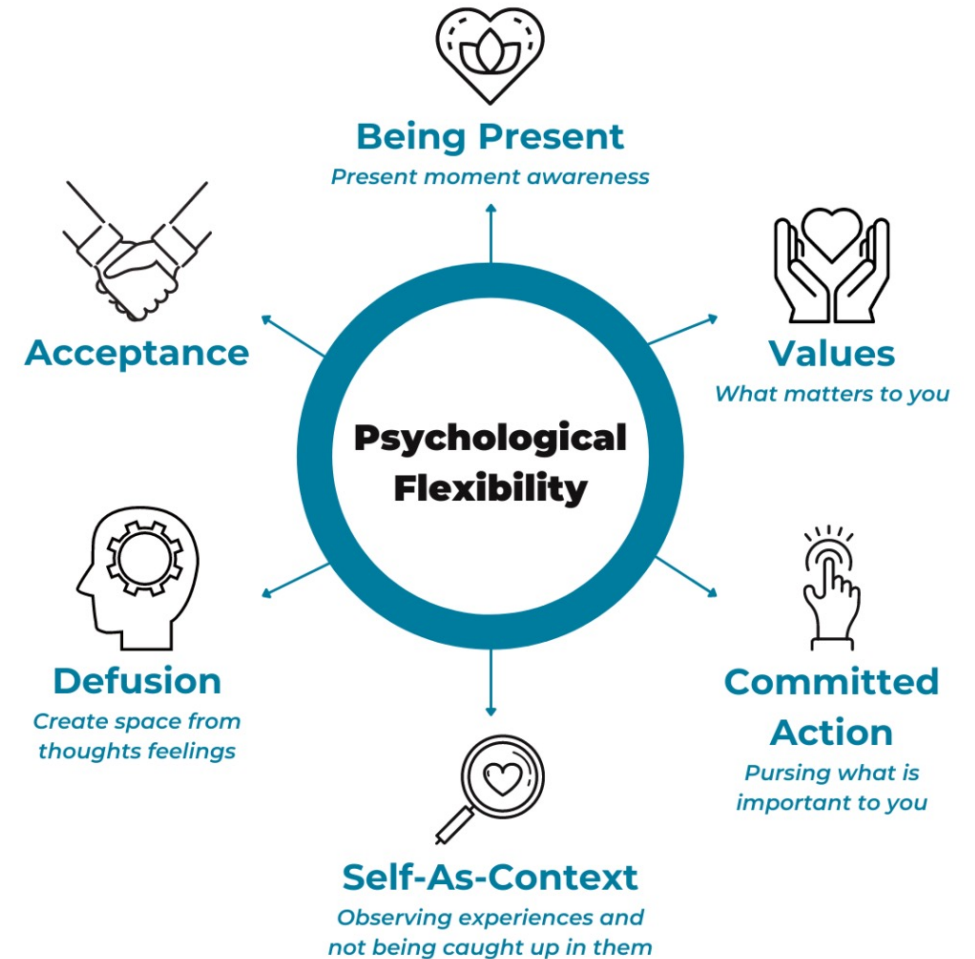 Being Present
Present moment awareness
Acceptance
Values
What matters to you
Psychological
Flexibility
Defusion
Create space from
thoughts feelings
Committed
Action
Pursing what is
important to you
Self-As-Context
Observing experiences and
not being caught up in them